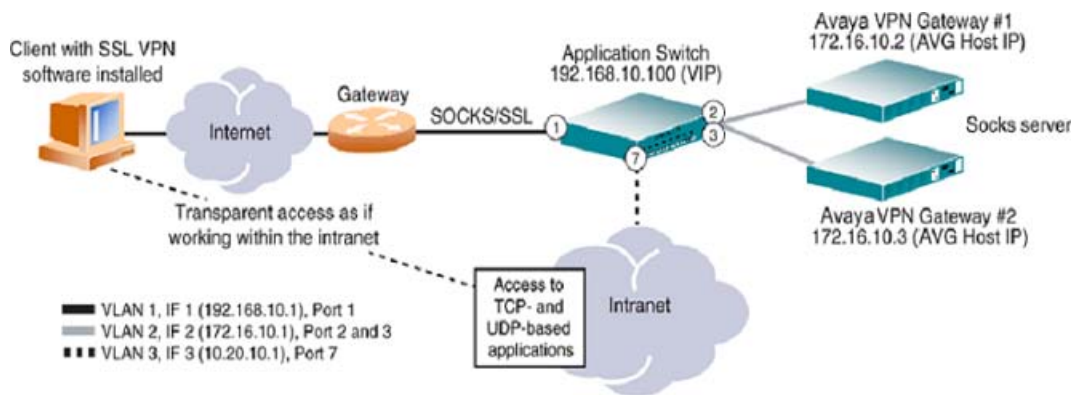 Client with SSL VPN
software installed
Internet
Gateway
SOCKS/SSL
Application Switch
192.168.10.100 (VIP)
1
2
3
7
Avaya VPN Gateway #1
172.16.10.2 (AVG Host IP)
Socks server
Avaya VPN Gateway #2
172.16.10.3 (AVG Host IP)
Transparent access as if
working within the intranet
Access to
TCP- and
UDP-based
applications
Intranet
VLAN 1, IF 1 (192.168.10.1), Port 1
VLAN 2, IF 2 (172.16.10.1), Port 2 and 3
VLAN 3, IF 3 (10.20.10.1), Port 7